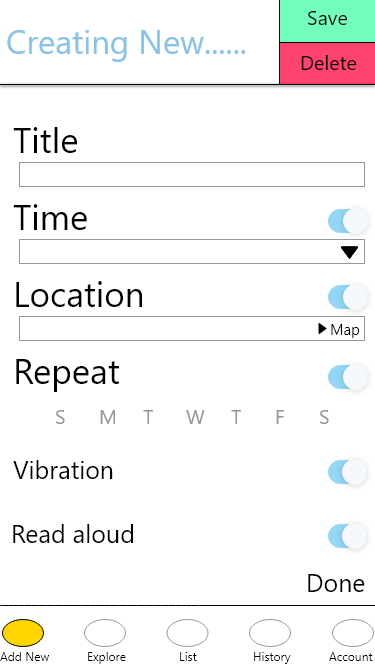 Creating New......
Save
Delete
Title
Time
Location
Map
Repeat
S M T W T F S
Vibration
Read aloud
Done
Add New Explore List History Account